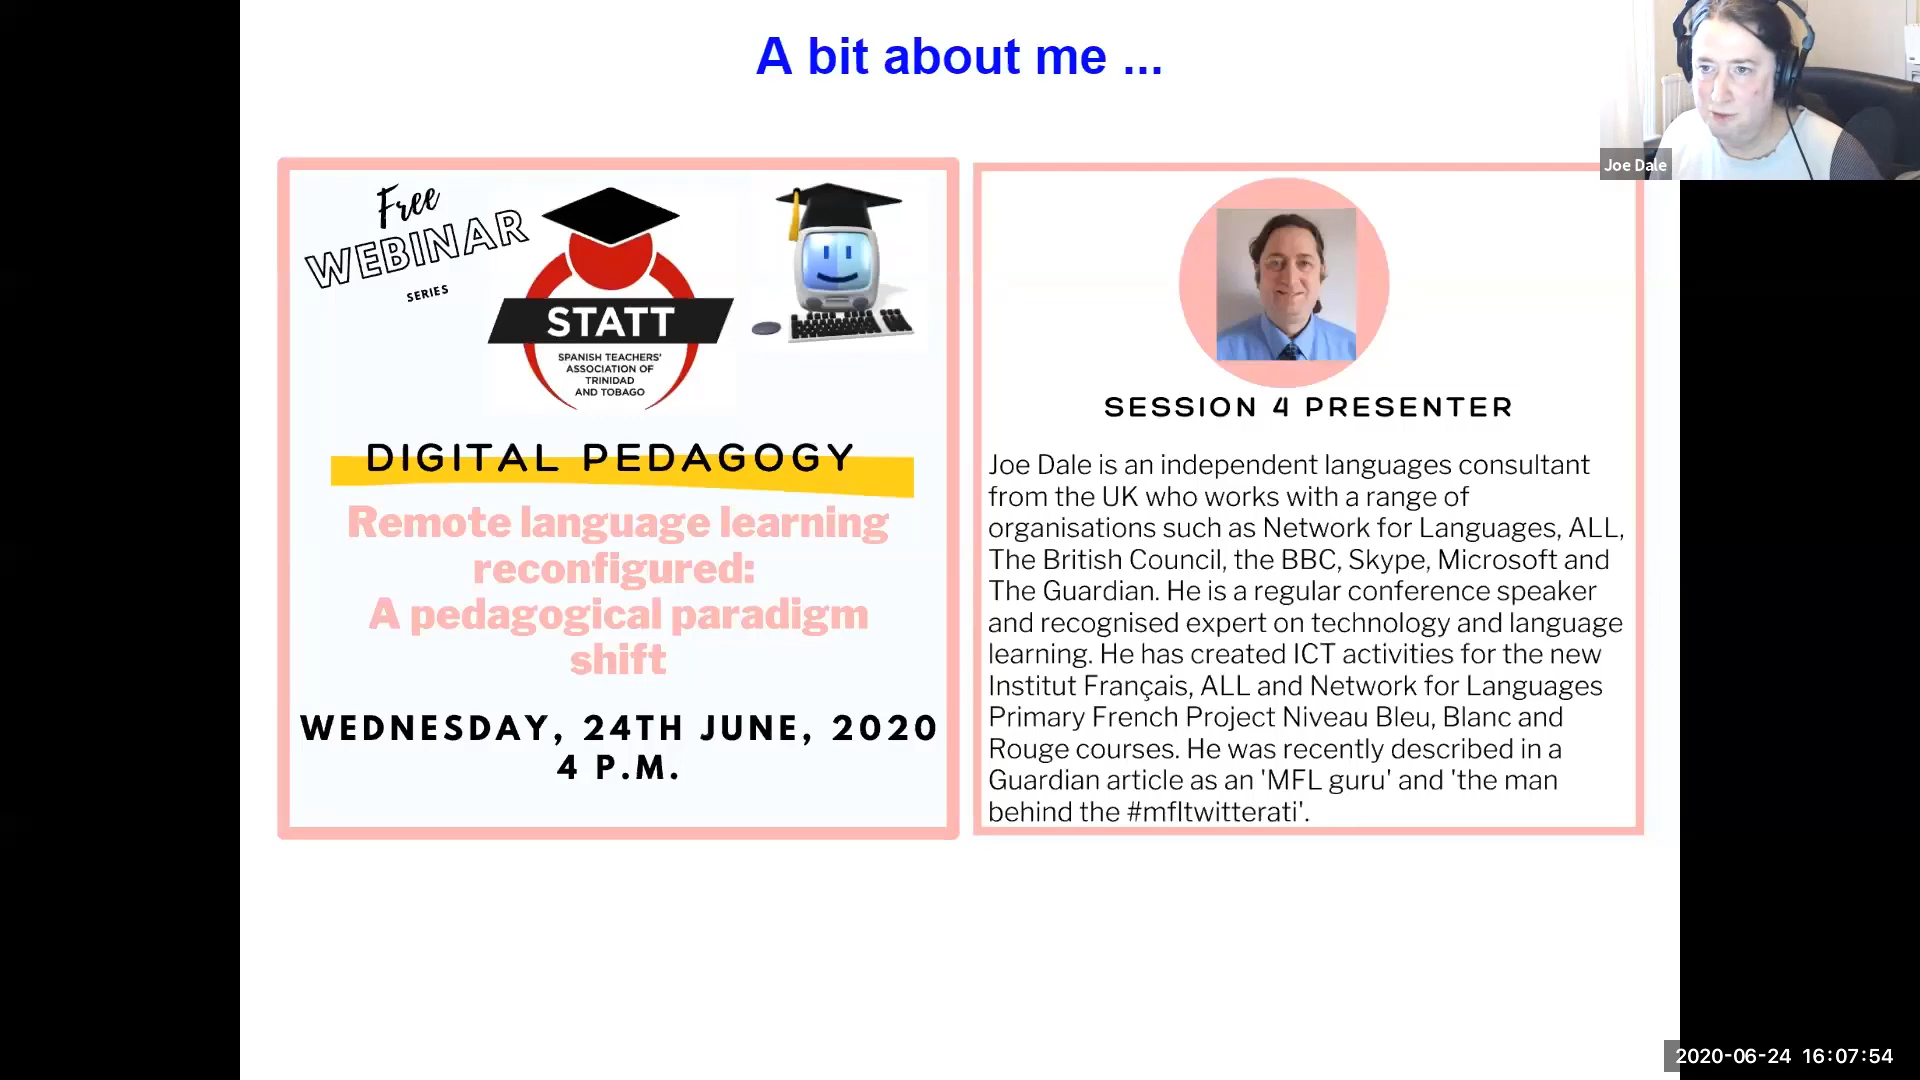 A bit about me ...
Joe Dale
Free
WEBINAR
SERIES
STATT
SPANISH TEACHERS'
ASSOCIATION OF
TRINIDAD
AND TOBAGO
DIGITAL PEDAGOGY
Remote language learning
reconfigured:
A pedagogical paradigm
shift
WEDNESDAY, 24TH JUNE, 2020
4 P.M.
SESSION 4 PRESENTER
Joe Dale is an independent languages consultant
from the UK who works with a range of
organisations such as Network for Languages, ALL,
The British Council, the BBC, Skype, Microsoft and
The Guardian. He is a regular conference speaker
and recognised expert on technology and language
learning. He has created ICT activities for the new
Institut Français, ALL and Network for Languages
Primary French Project Niveau Bleu, Blanc and
Rouge courses. He was recently described in a
Guardian article as an 'MFL guru' and 'the man
behind the #mfltwitterati'.
2020-06-24 16:07:54